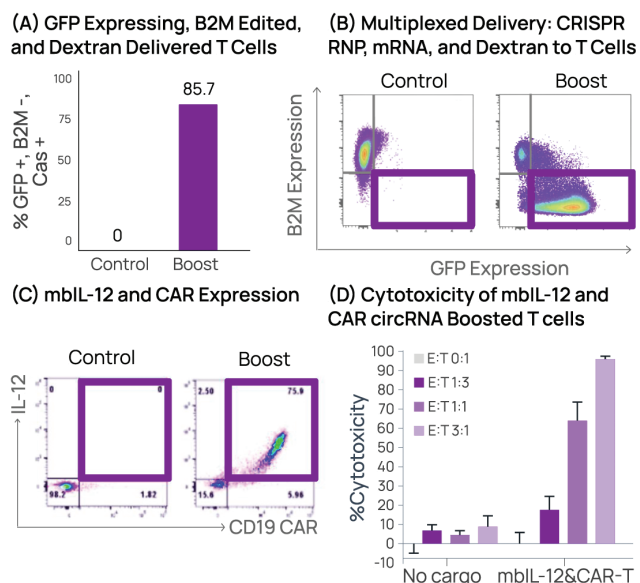 (A) GFP Expressing, B2M Edited,
and Dextran Delivered T Cells
% GFP +, B2M -,
Cas +
100
75
50
25
0
0
85.7
Control
Boost
(B) Multiplexed Delivery: CRISPR
RNP, mRNA, and Dextran to T Cells
Control
Boost
B2M Expression
GFP Expression
(C) mbIL-12 and CAR Expression
Control
Boost
IL-12
0
0
98.2
1.82
2.50
75.9
15.6
5.96
CD19 CAR
(D) Cytotoxicity of mbIL-12 and
CAR circRNA Boosted T cells
%Cytotoxicity
100
90
80
70
60
50
40
30
20
10
0
-10
E:T 0:1
E:T 1:3
E:T 1:1
E:T 3:1
No cargo
mbIL-12&CAR-T